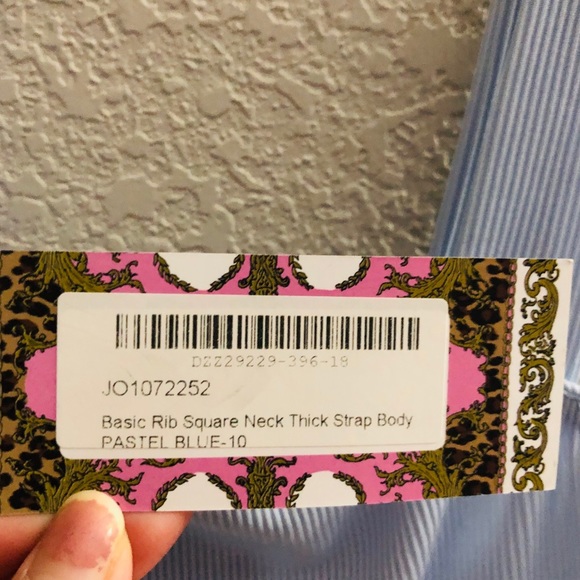 DZZ29229-396-18
JO1072252
Basic Rib Square Neck Thick Strap Body
PASTEL BLUE-10